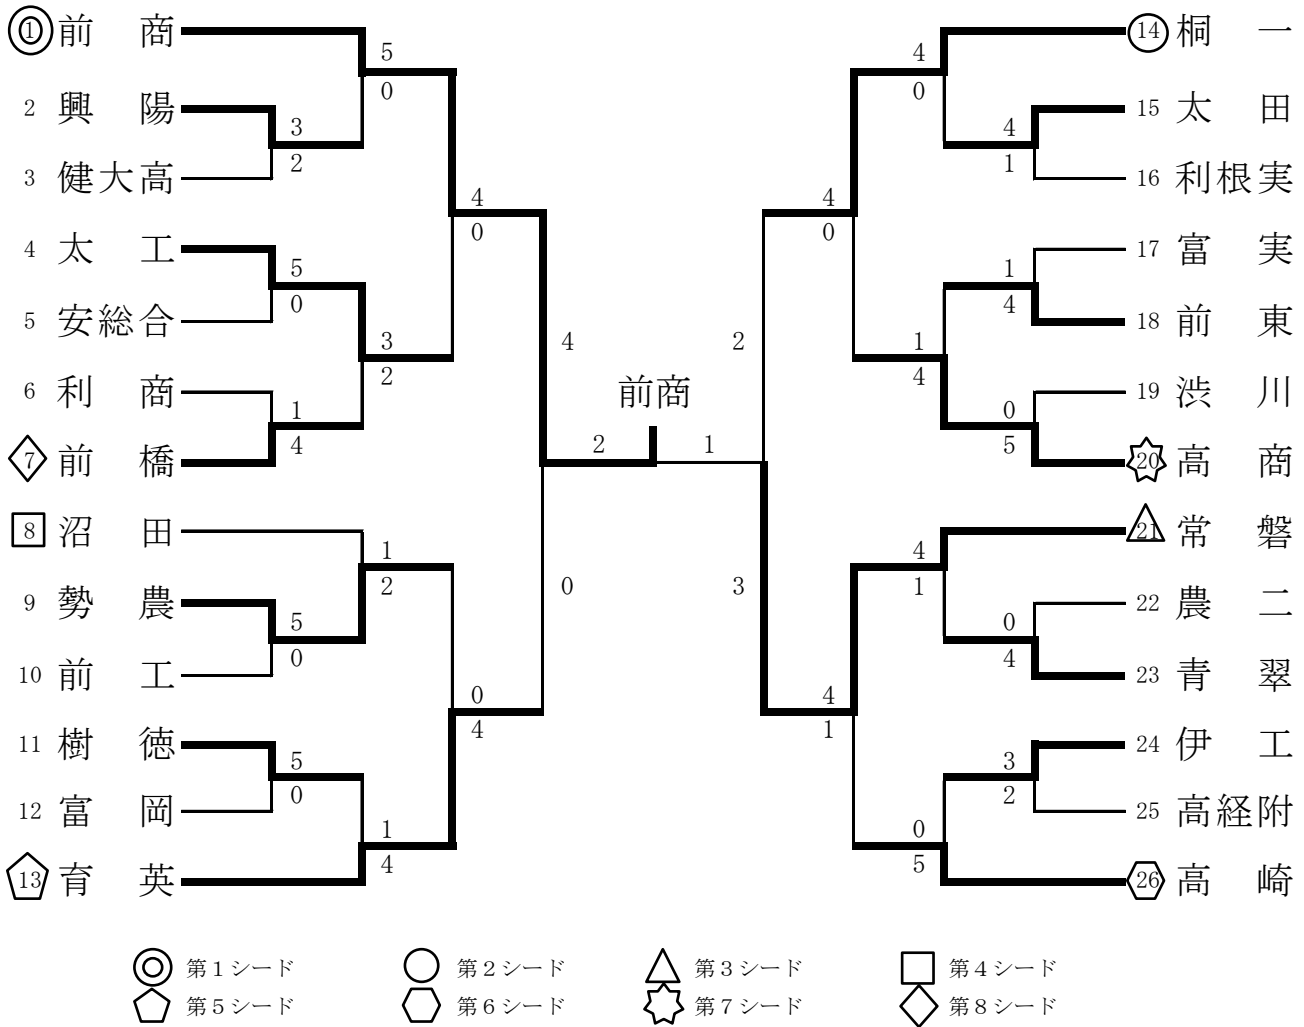 1 前 商
2 興 陽
3 健大高
4 太 工
5 安総合
6 利 商
7 前 橋
8 沼 田
9 勢 農
10 前 工
11 樹 徳
12 富 岡
13 育 英
5
0
3
2
5
0
1
4
4
0
3
2
1
2
5
0
5
0
1
4
0
4
4
0
前商
2
1
2
3
4
0
4
1
4
0
1
4
1
4
0
5
4
1
4
1
0
4
3
2
0
5
14 桐 一
15 太 田
16 利根実
17 富 実
18 前 東
19 渋 川
20 高 商
21 常 磐
22 農 二
23 青 翠
24 伊 工
25 高経附
26 高 崎
第1シード 第2シード 第3シード 第4シード
第5シード 第6シード 第7シード 第8シード